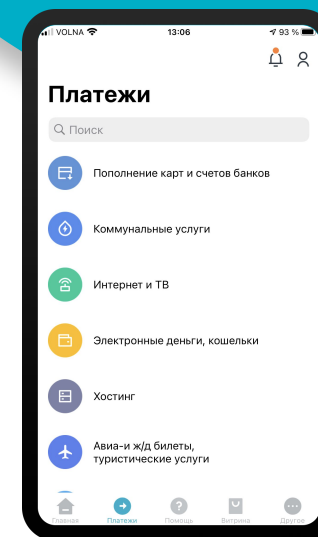 VOLNA 13:06 93 %
Платежи
Поиск
Пополнение карт и счетов банков
Коммунальные услуги
Интернет и ТВ
Электронные деньги, кошельки
Хостинг
Авиа-и ж/д билеты,
туристические услуги
Главная Платежи Помощь Витрина Другое